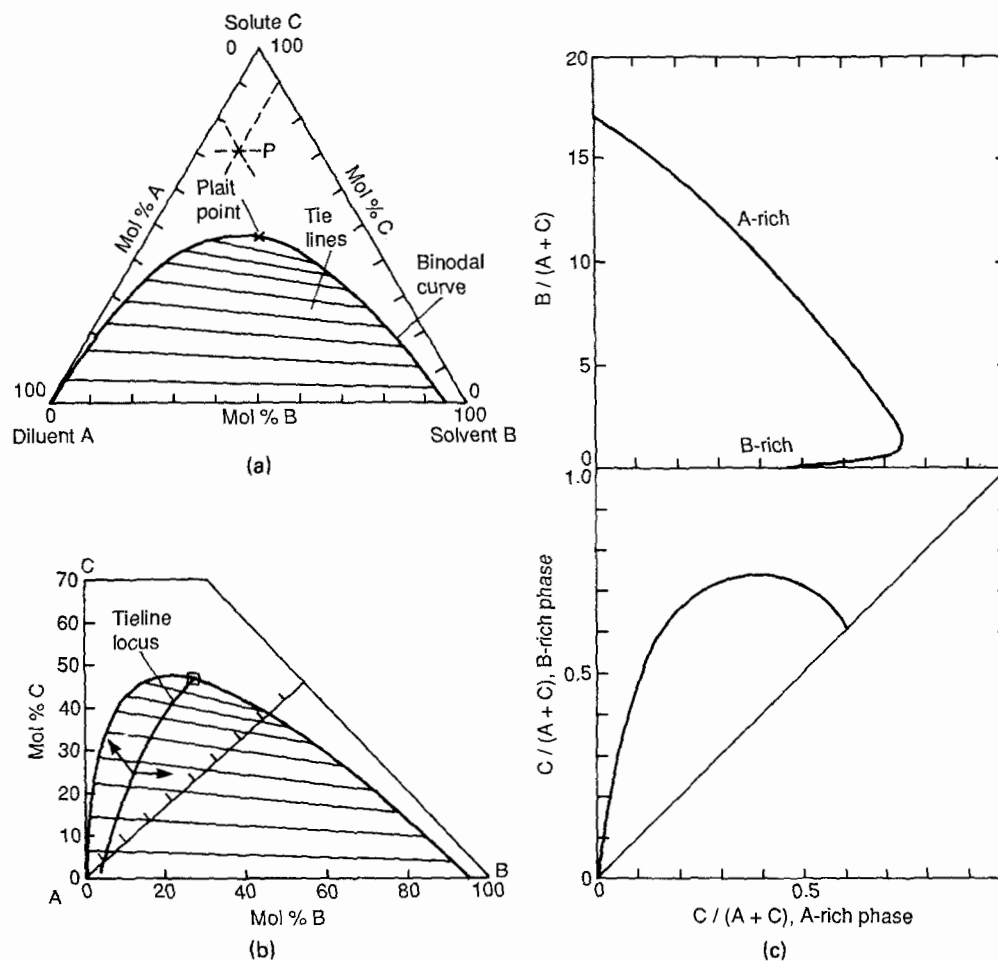 Solute C
0 100
P
Mol % A
Mol % C
Plait
point
Tie
lines
Binodal
curve
100
0
0
100
Mol % B
Diluent A
Solvent B
(a)
C
70
60
50
40
30
20
10
0
Mol % C
Tieline
locus
A
B
0 20 40 60 80 100
Mol % B
(b)
20
15
10
5
0
B / (A + C)
A-rich
B-rich
1.0
0.5
0
C / (A + C), B-rich phase
0 0.5
C / (A + C), A-rich phase
(c)